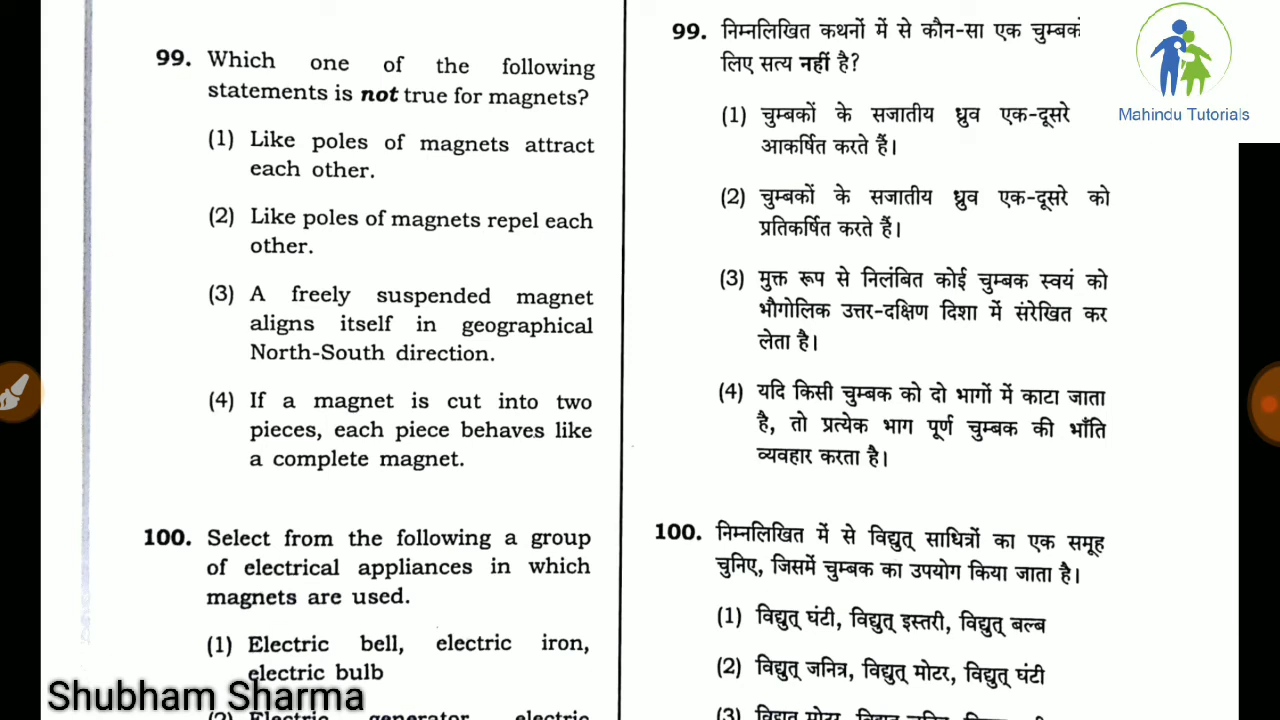 99. Which one of the following
statements is not true for magnets?
(1) Like poles of magnets attract
each other.
(2) Like poles of magnets repel each
other.
(3) A freely suspended magnet
aligns itself in geographical
North-South direction.
(4) If a magnet is cut into two
pieces, each piece behaves like
a complete magnet.
100. Select from the following a group
of electrical appliances in which
magnets are used.
(1) Electric bell, electric iron,
electric bulb
(2) Electric generator, electric
Shubham Sharma
99. निम्नलिखित कथनों में से कौन-सा एक
लिए सत्य नहीं है?
(1) चुम्बकों के सजातीय ध्रुव एक-दूसरे
आकर्षित करते हैं।
(2) चुम्बकों के सजातीय ध्रुव एक-दूसरे को
प्रतिकर्षित करते हैं।
(3) मुक्त रूप से निलंबित कोई चुम्बक स्वयं को
भौगोलिक उत्तर-दक्षिण दिशा में संरेखित कर
लेता है।
(4) यदि किसी चुम्बक को दो भागों में काटा जाता
है, तो प्रत्येक भाग पूर्ण चुम्बक की भाँति
व्यवहार करता है।
100. निम्नलिखित में से विद्युत् साधित्रों का एक समूह
चुनिए, जिसमें चुम्बक का उपयोग किया जाता है।
(1) विद्युत् घंटी, विद्युत् इस्तरी, विद्युत् बल्ब
(2) विद्युत् जनित्र, विद्युत् मोटर, विद्युत् घंटी
(3) विद्युत् मोटर, विद्युत्
Mahindu Tutorials